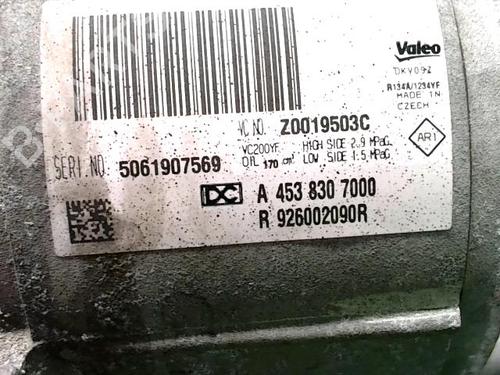 Valeo
DKV09Z
R134A/1234YF
MADE IN
CZECH
VC NO. Z0019503C
SERI NO. 5061907569
VC200YF HIGH SIDE 2.9 MPaG
OIL 170 cm³ LOW SIDE 1.5 MPaG
AR1
DC A 453 830 7000
R 926002090R